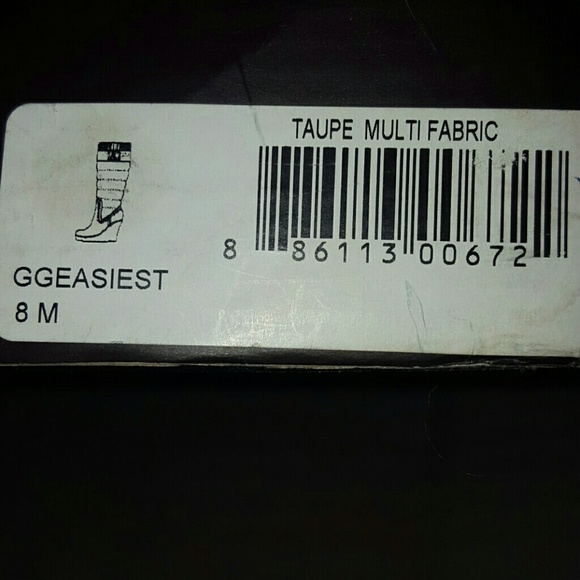 TAUPE MULTI FABRIC
8 86113 00672
GGEASIEST
8 M